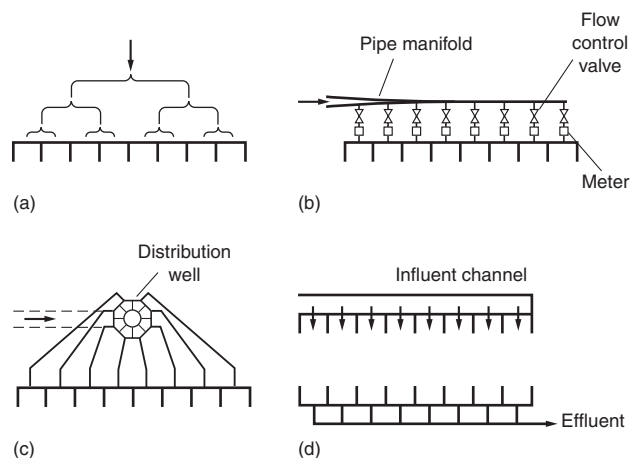 (a)
Pipe manifold
Flow
control
valve
Meter
(b)
Distribution
well
(c)
Influent channel
Effluent
(d)